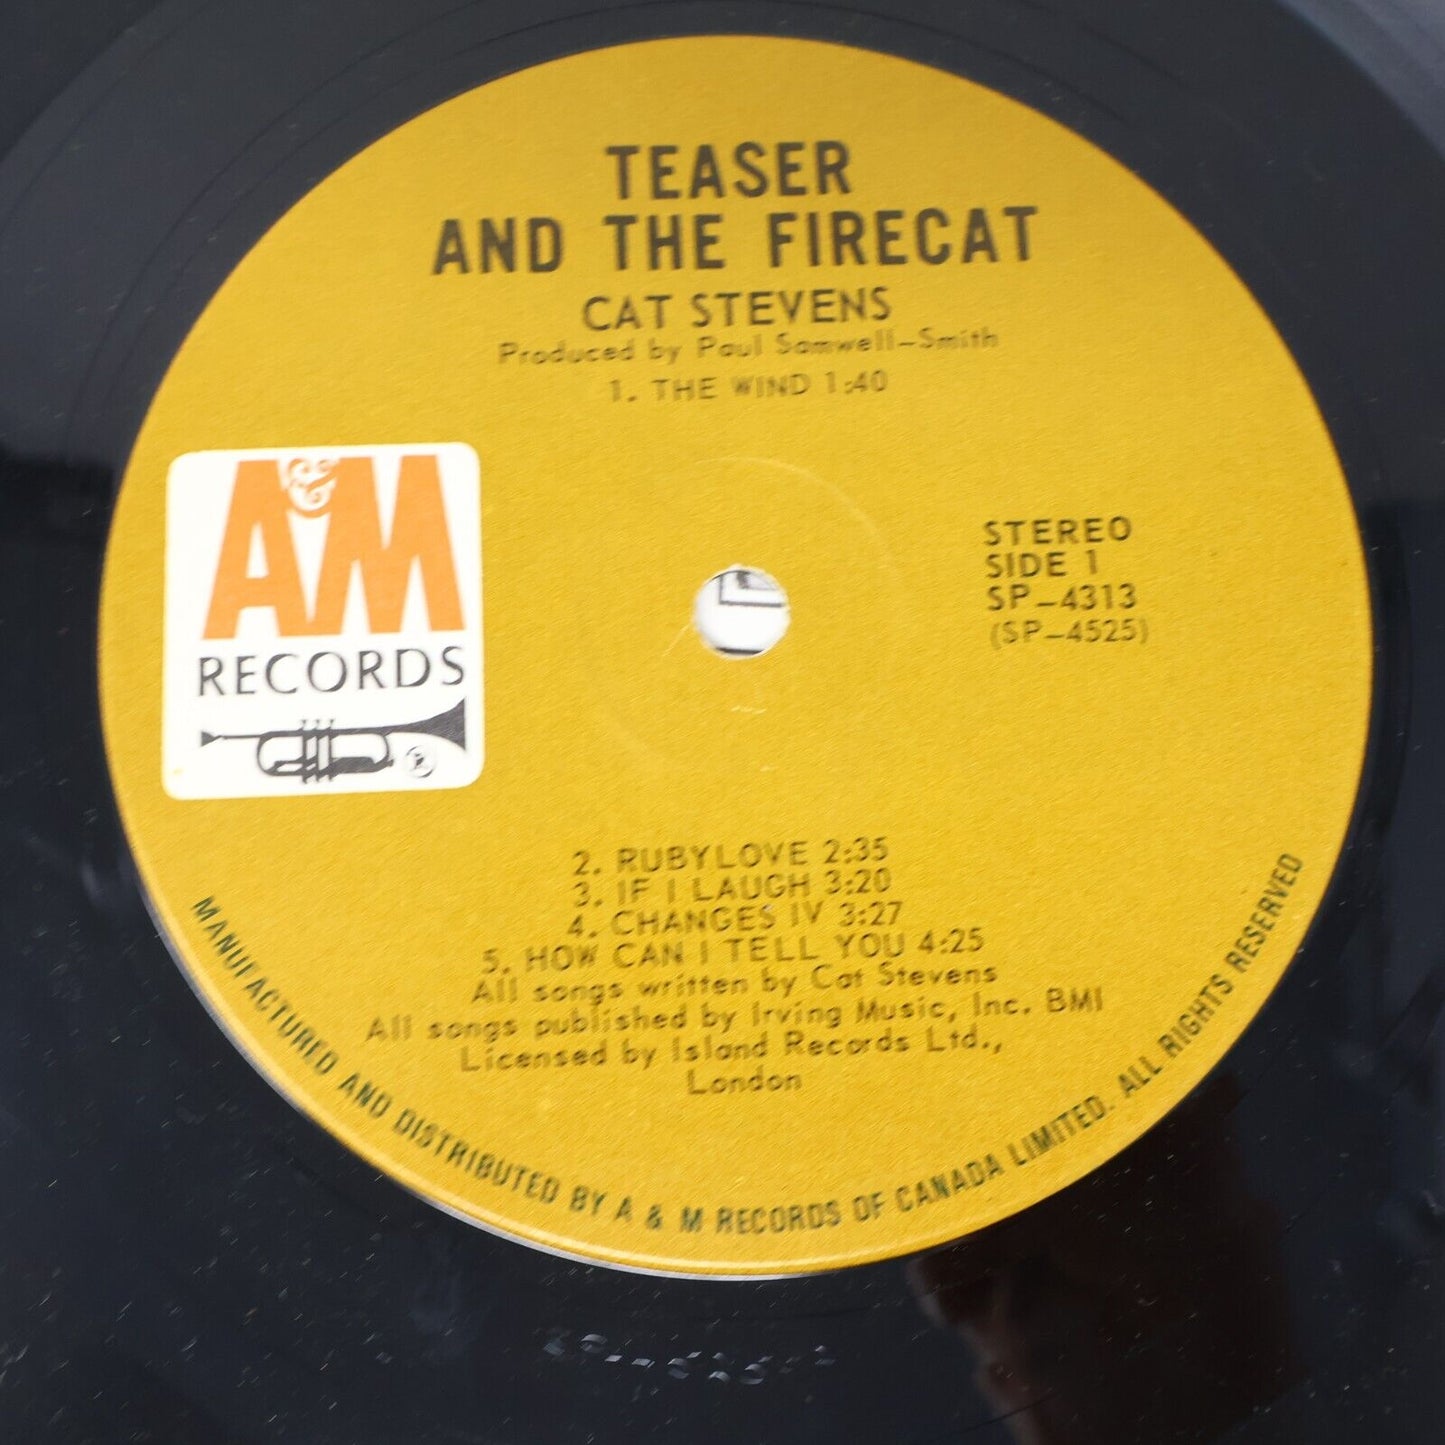 TEASER
AND THE FIRECAT
CAT STEVENS
Produced by Paul Samwell-Smith
1. THE WIND 1:40
A&M
RECORDS
®
STEREO
SIDE 1
SP-4313
(SP-4525)
2. RUBYLOVE 2:35
3. IF I LAUGH 3:20
4. CHANGES IV 3:27
5. HOW CAN I TELL YOU 4:25
All songs written by Cat Stevens
All songs published by Irving Music, Inc. BMI
Licensed by Island Records Ltd.,
London
MANUFACTURED AND DISTRIBUTED BY A & M RECORDS OF CANADA LIMITED. ALL RIGHTS RESERVED